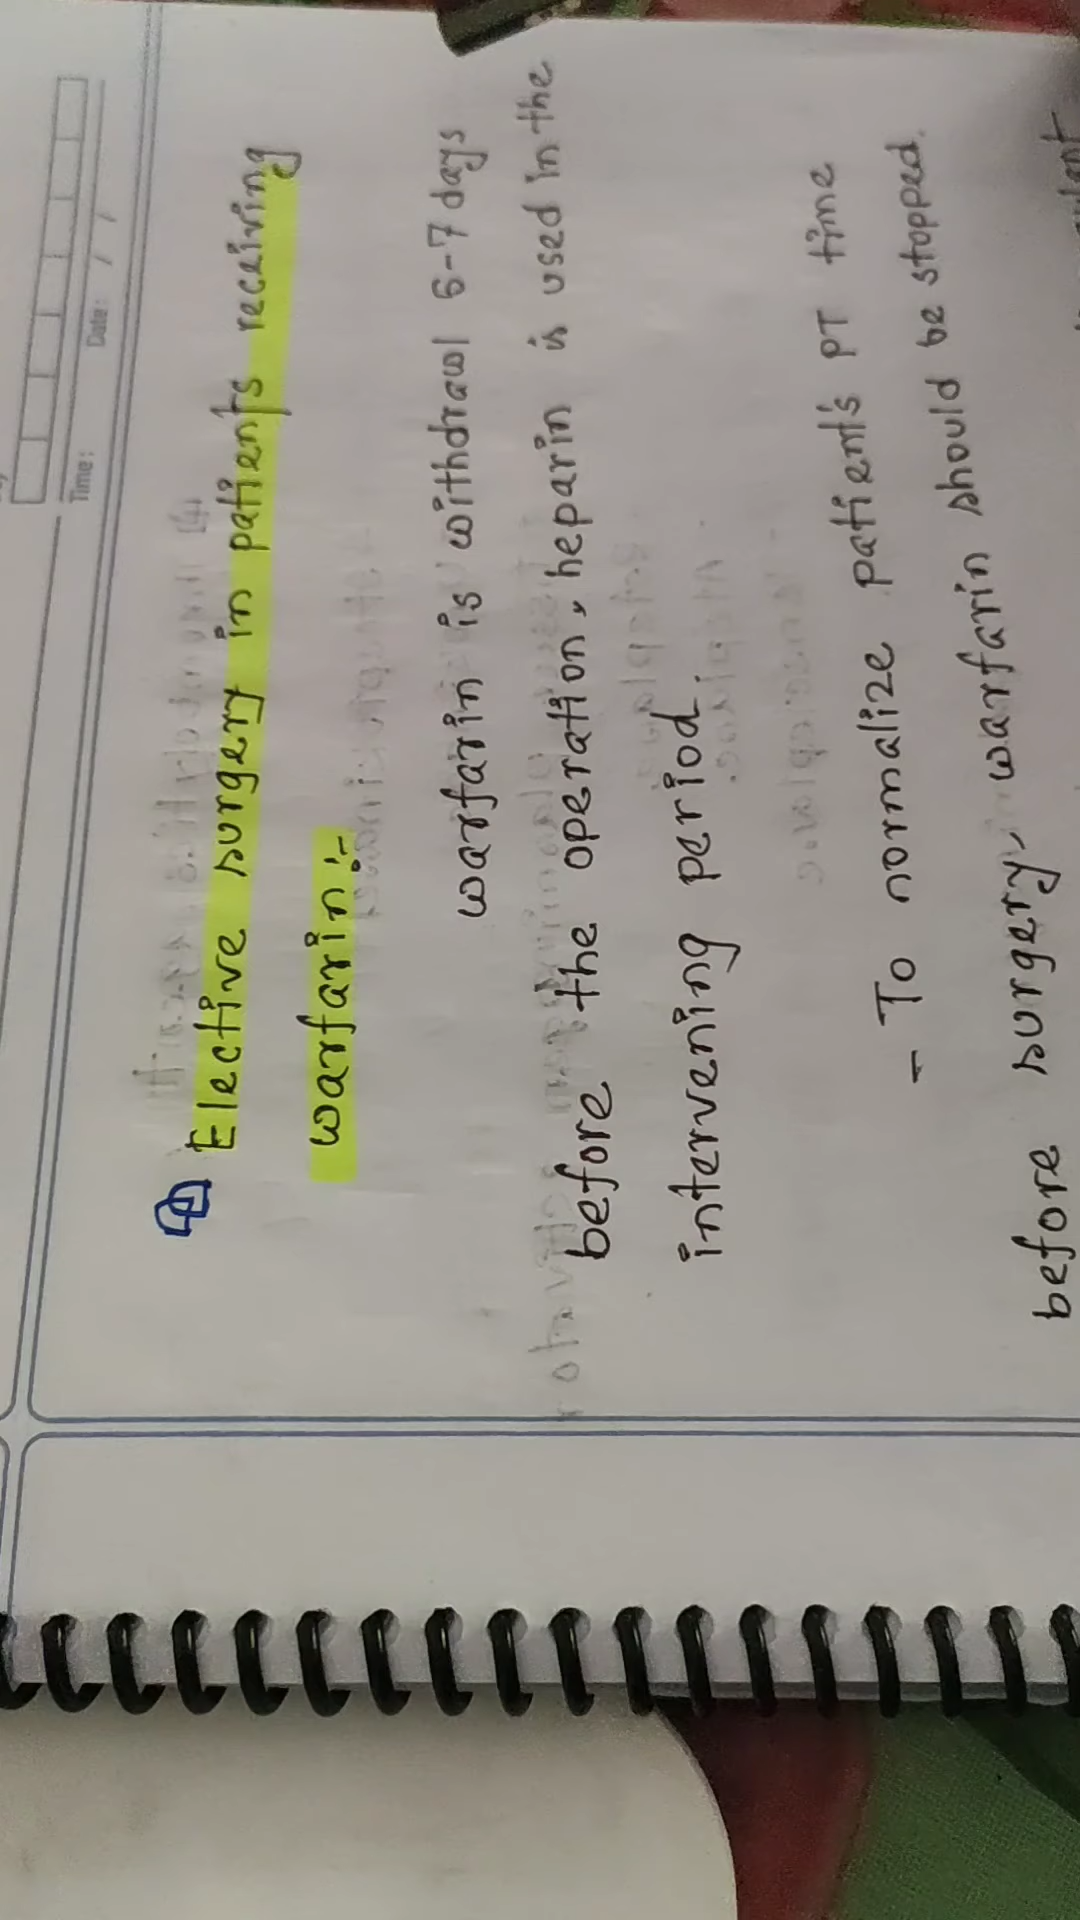 Time: Date: / /
Elective surgery in patients receiving
warfarin:-
warfarin is withdrawl 6-7 days
before the operation, heparin is used in the
intervening period.
- To normalize patient's PT time
before surgery, warfarin should be stopped.